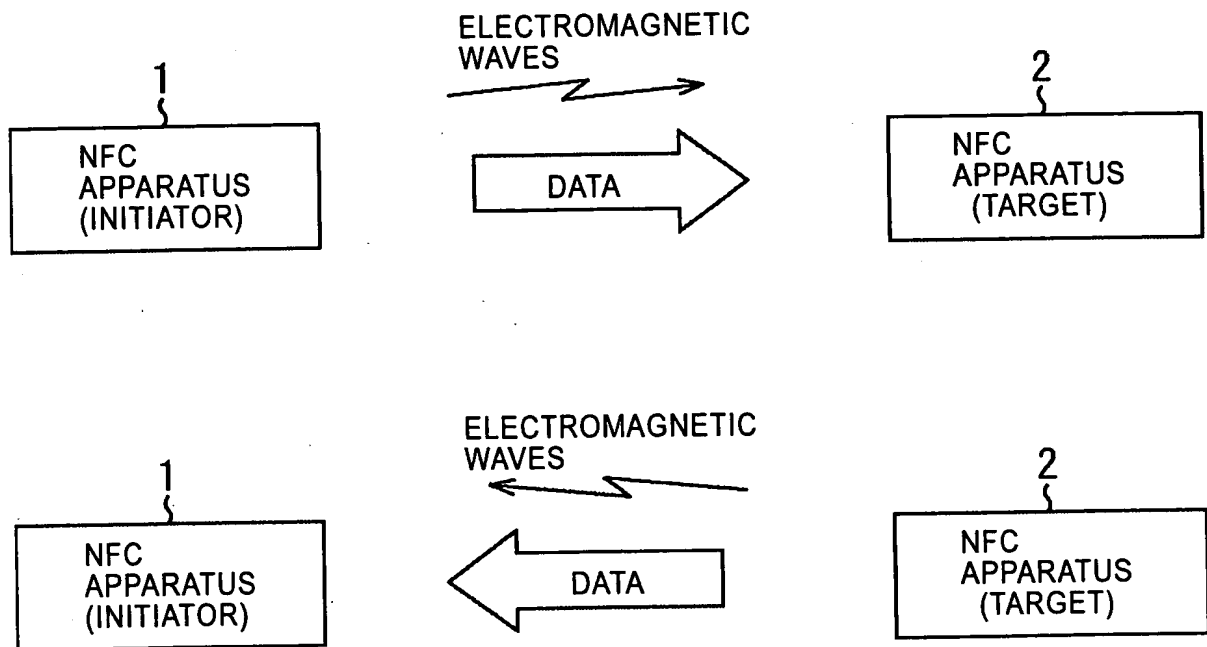 ELECTROMAGNETIC
WAVES
1
2
NFC
APPARATUS
(INITIATOR)
DATA
NFC
APPARATUS
(TARGET)
ELECTROMAGNETIC
WAVES
1
2
NFC
APPARATUS
(INITIATOR)
DATA
NFC
APPARATUS
(TARGET)